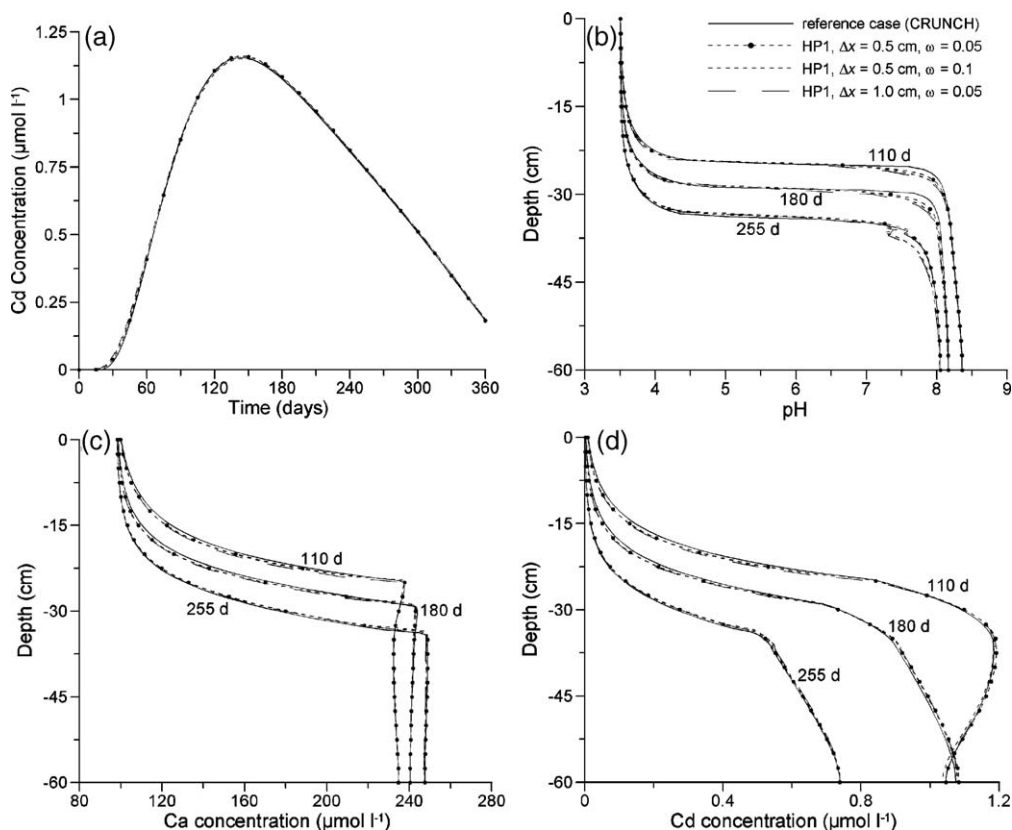 (a)
1.25
1
0.75
0.5
0.25
0
Cd Concentration (μmol l⁻¹)
0 60 120 180 240 300 360
Time (days)
(b)
reference case (CRUNCH)
HP1, Δx = 0.5 cm, ω = 0.05
HP1, Δx = 0.5 cm, ω = 0.1
HP1, Δx = 1.0 cm, ω = 0.05
0
-15
-30
-45
-60
Depth (cm)
110 d
180 d
255 d
3 4 5 6 7 8 9
pH
(c)
0
-15
-30
-45
-60
Depth (cm)
110 d
180 d
255 d
80 120 160 200 240 280
Ca concentration (μmol l⁻¹)
(d)
0
-15
-30
-45
-60
Depth (cm)
110 d
180 d
255 d
0 0.4 0.8 1.2
Cd concentration (μmol l⁻¹)